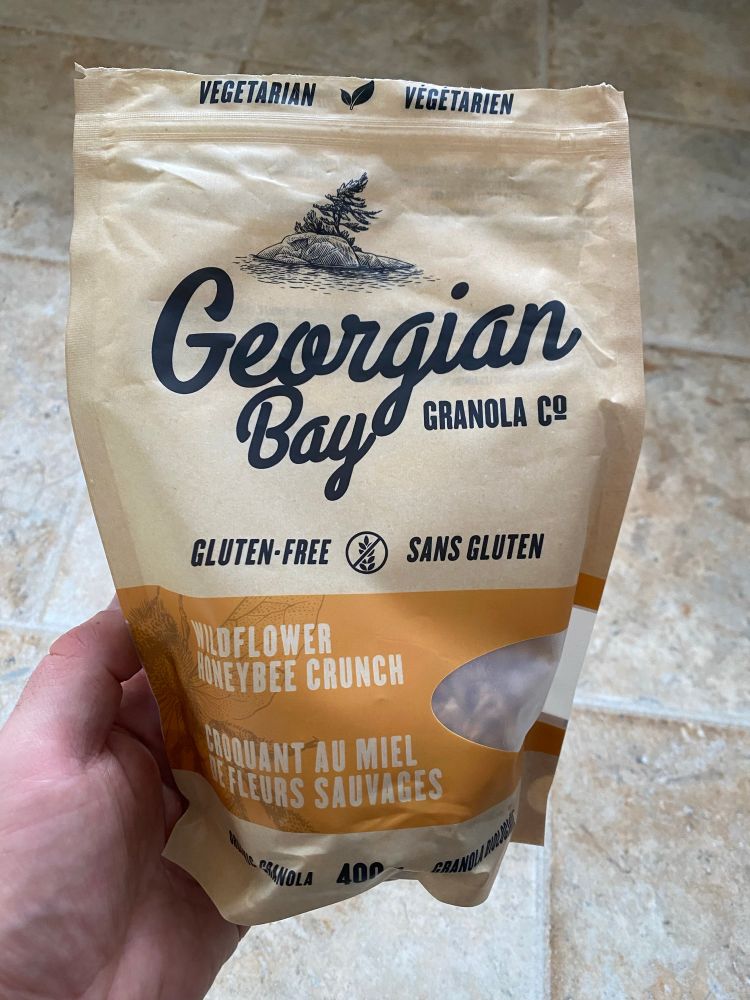 VEGETARIAN VÉGÉTARIEN
Georgian
Bay GRANOLA Cº
GLUTEN-FREE SANS GLUTEN
WILDFLOWER
HONEYBEE CRUNCH
CROQUANT AU MIEL
DE FLEURS SAUVAGES
GRANOLA 400 GRANOLA